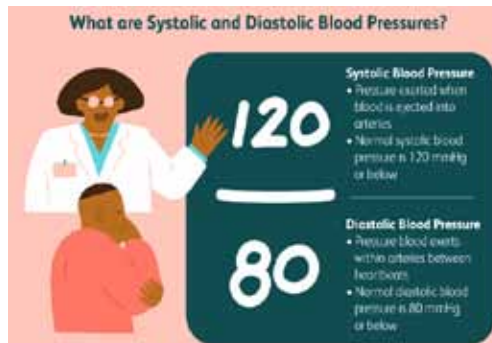 What are Systolic and Diastolic Blood Pressures?
120
80
Systolic Blood Pressure
• Pressure exerted when
blood is ejected into
arteries
• Normal systolic blood
pressure is 120 mmHg
or below
Diastolic Blood Pressure
• Pressure blood exerts
within arteries between
heartbeats
• Normal diastolic blood
pressure is 80 mmHg
or below